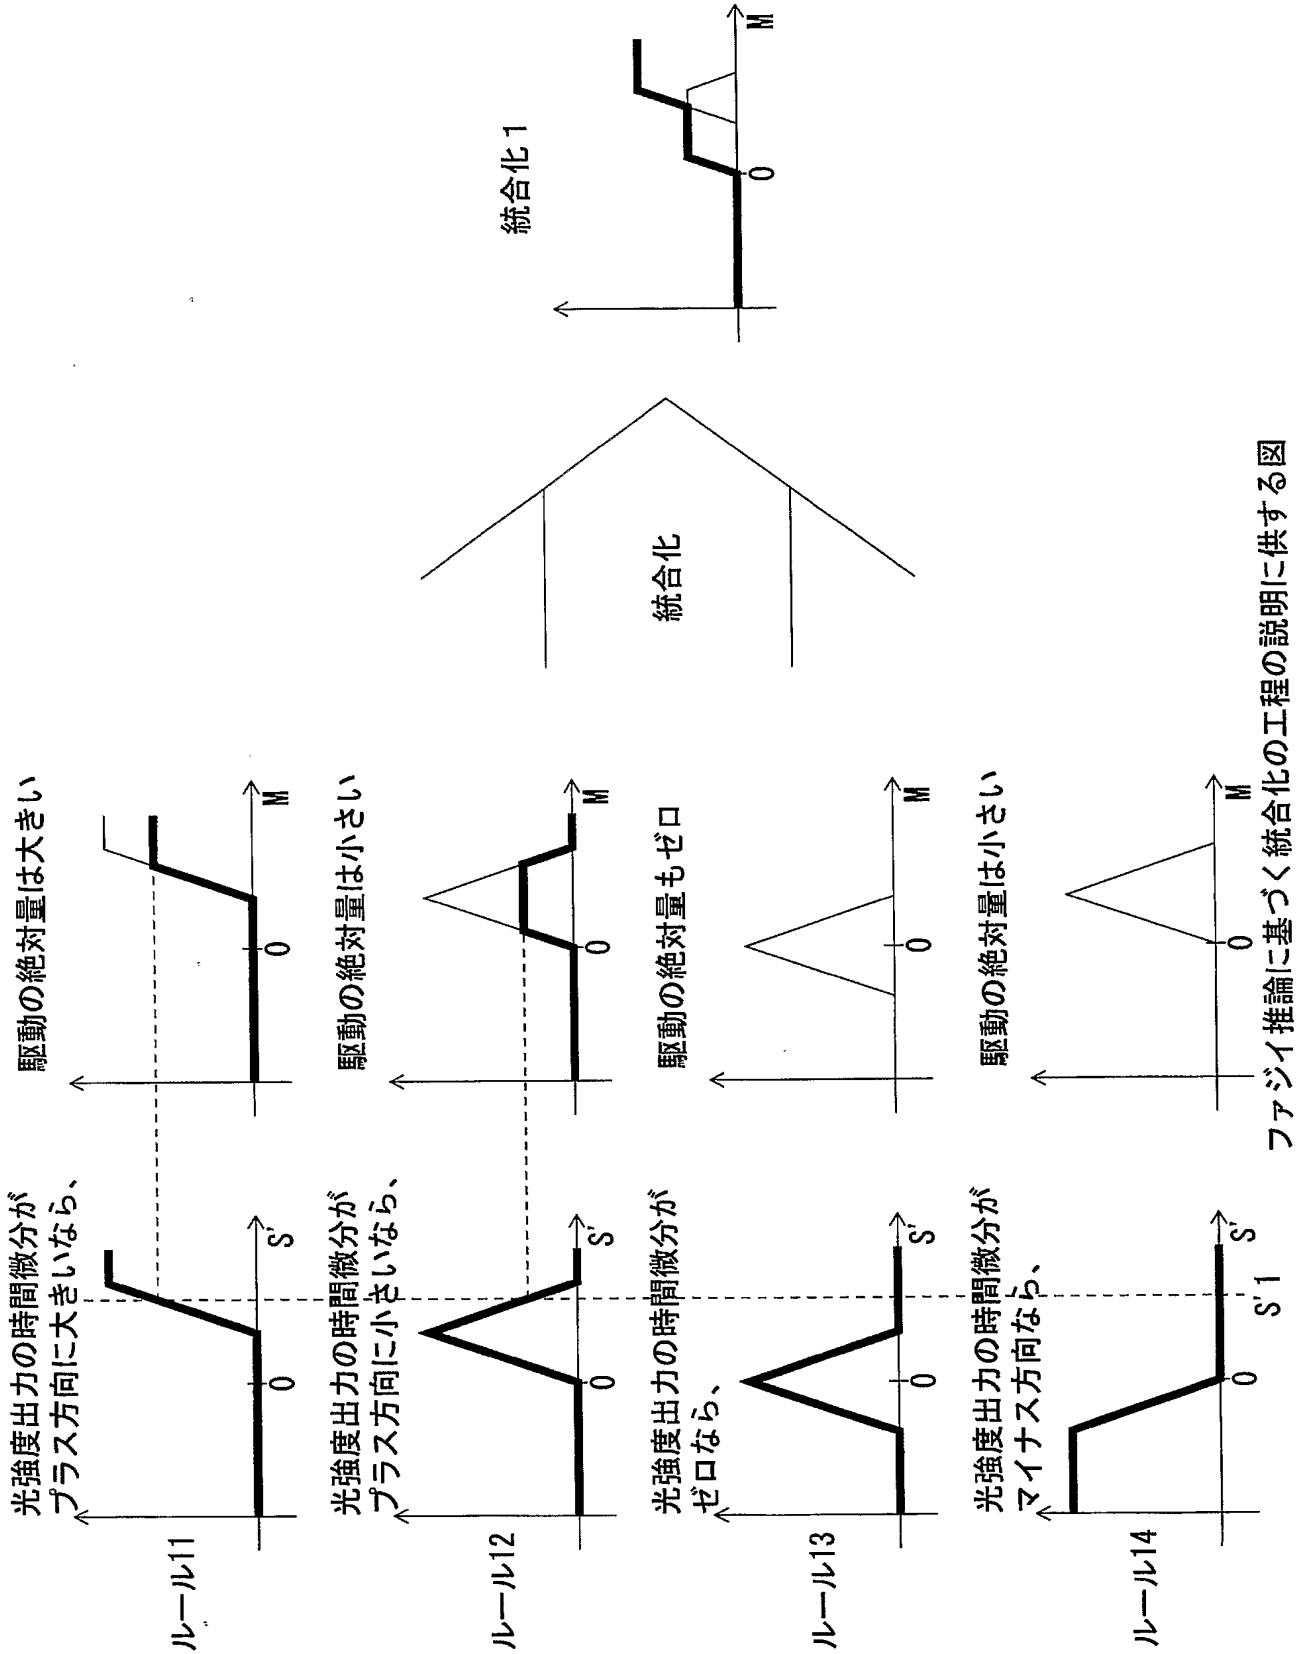 ルール11
光強度出力の時間微分が
プラス方向に大きいなら、
0
S'
駆動の絶対量は大きい
0
M
ルール12
光強度出力の時間微分が
プラス方向に小さいなら、
0
S'
駆動の絶対量は小さい
0
M
ルール13
光強度出力の時間微分が
ゼロなら、
0
S'
駆動の絶対量もゼロ
0
M
ルール14
光強度出力の時間微分が
マイナス方向なら、
0
S'
S'1
駆動の絶対量は小さい
0
M
統合化
統合化1
0
M
ファジイ推論に基づく統合化の工程の説明に供する図